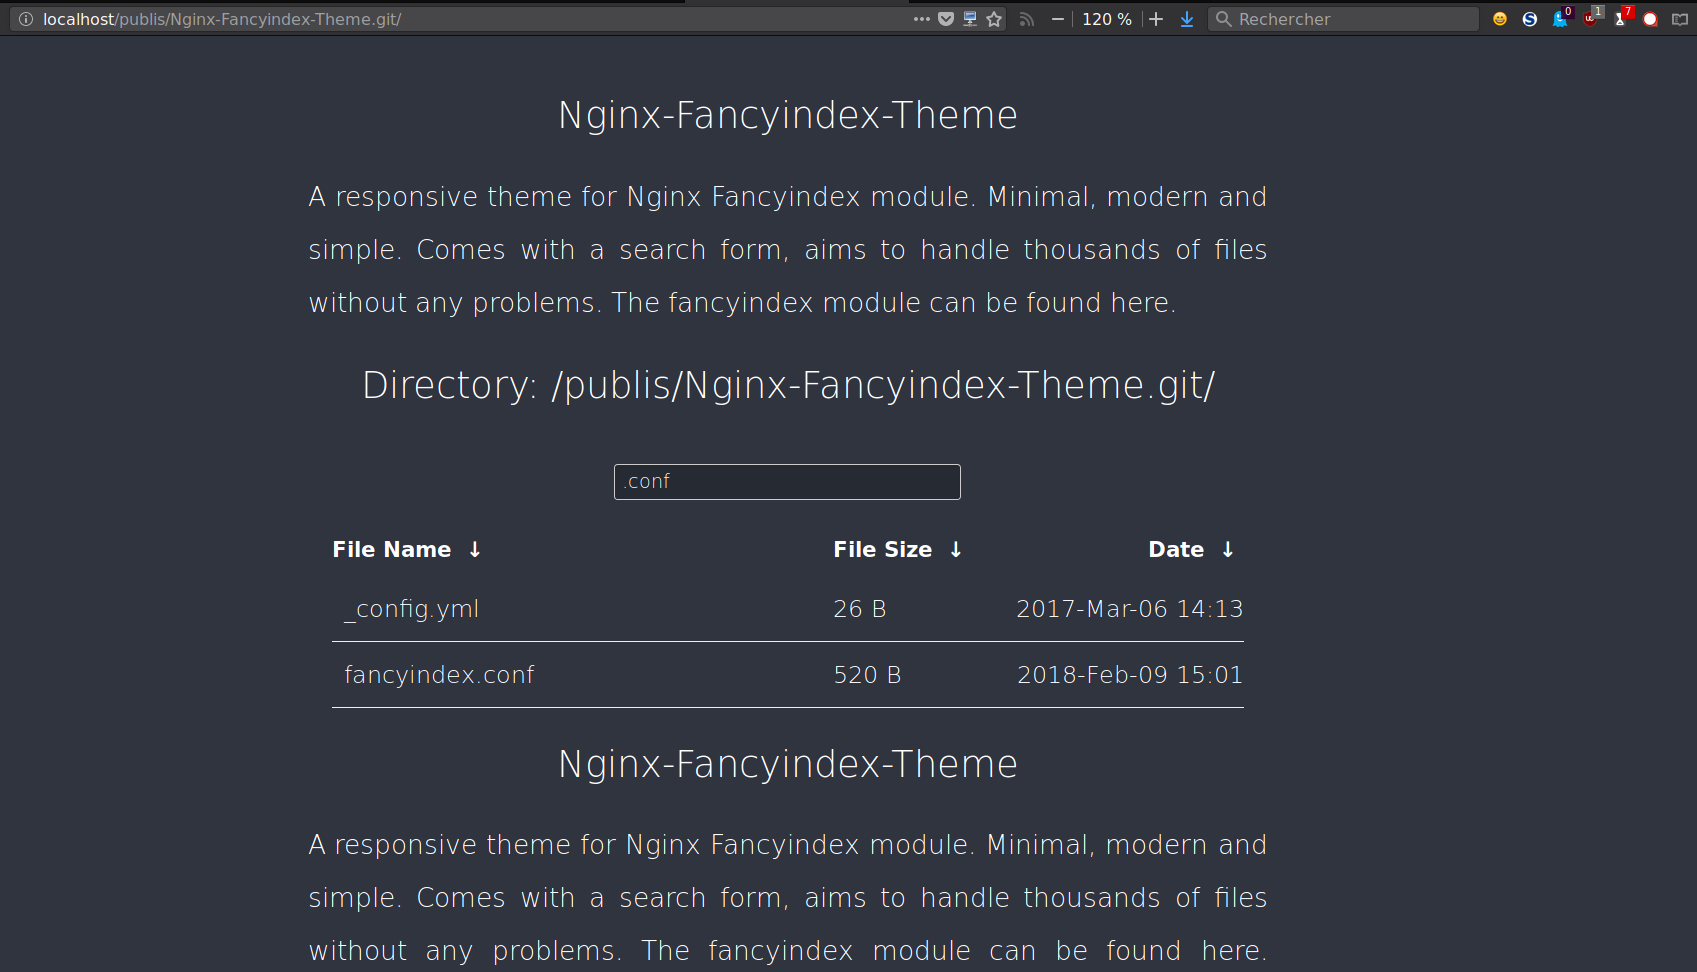 localhost/publis/Nginx-Fancyindex-Theme.git/ 120 % Rechercher 0 1 7
Nginx-Fancyindex-Theme
A responsive theme for Nginx Fancyindex module. Minimal, modern and
simple. Comes with a search form, aims to handle thousands of files
without any problems. The fancyindex module can be found here.
Directory: /publis/Nginx-Fancyindex-Theme.git/
.conf
File Name ↓ File Size ↓ Date ↓
_config.yml 26 B 2017-Mar-06 14:13
fancyindex.conf 520 B 2018-Feb-09 15:01
Nginx-Fancyindex-Theme
A responsive theme for Nginx Fancyindex module. Minimal, modern and
simple. Comes with a search form, aims to handle thousands of files
without any problems. The fancyindex module can be found here.